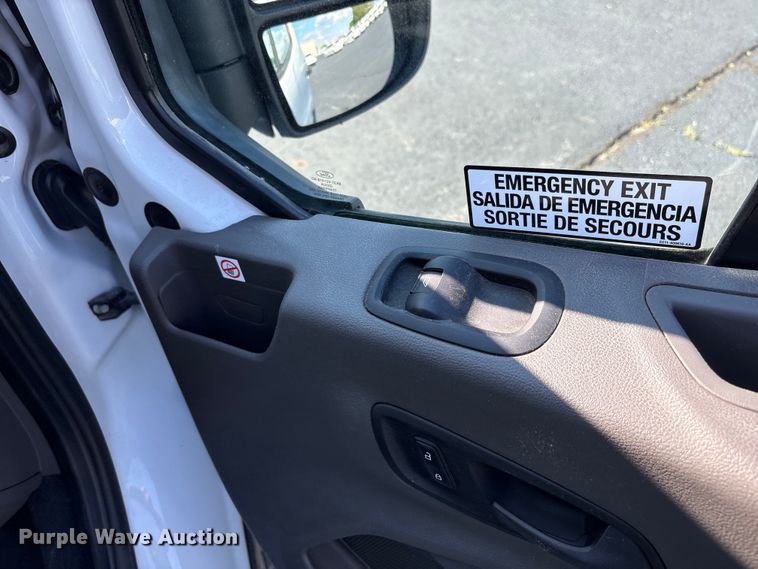 EMERGENCY EXIT
SALIDA DE EMERGENCIA
SORTIE DE SECOURS
Purple Wave Auction